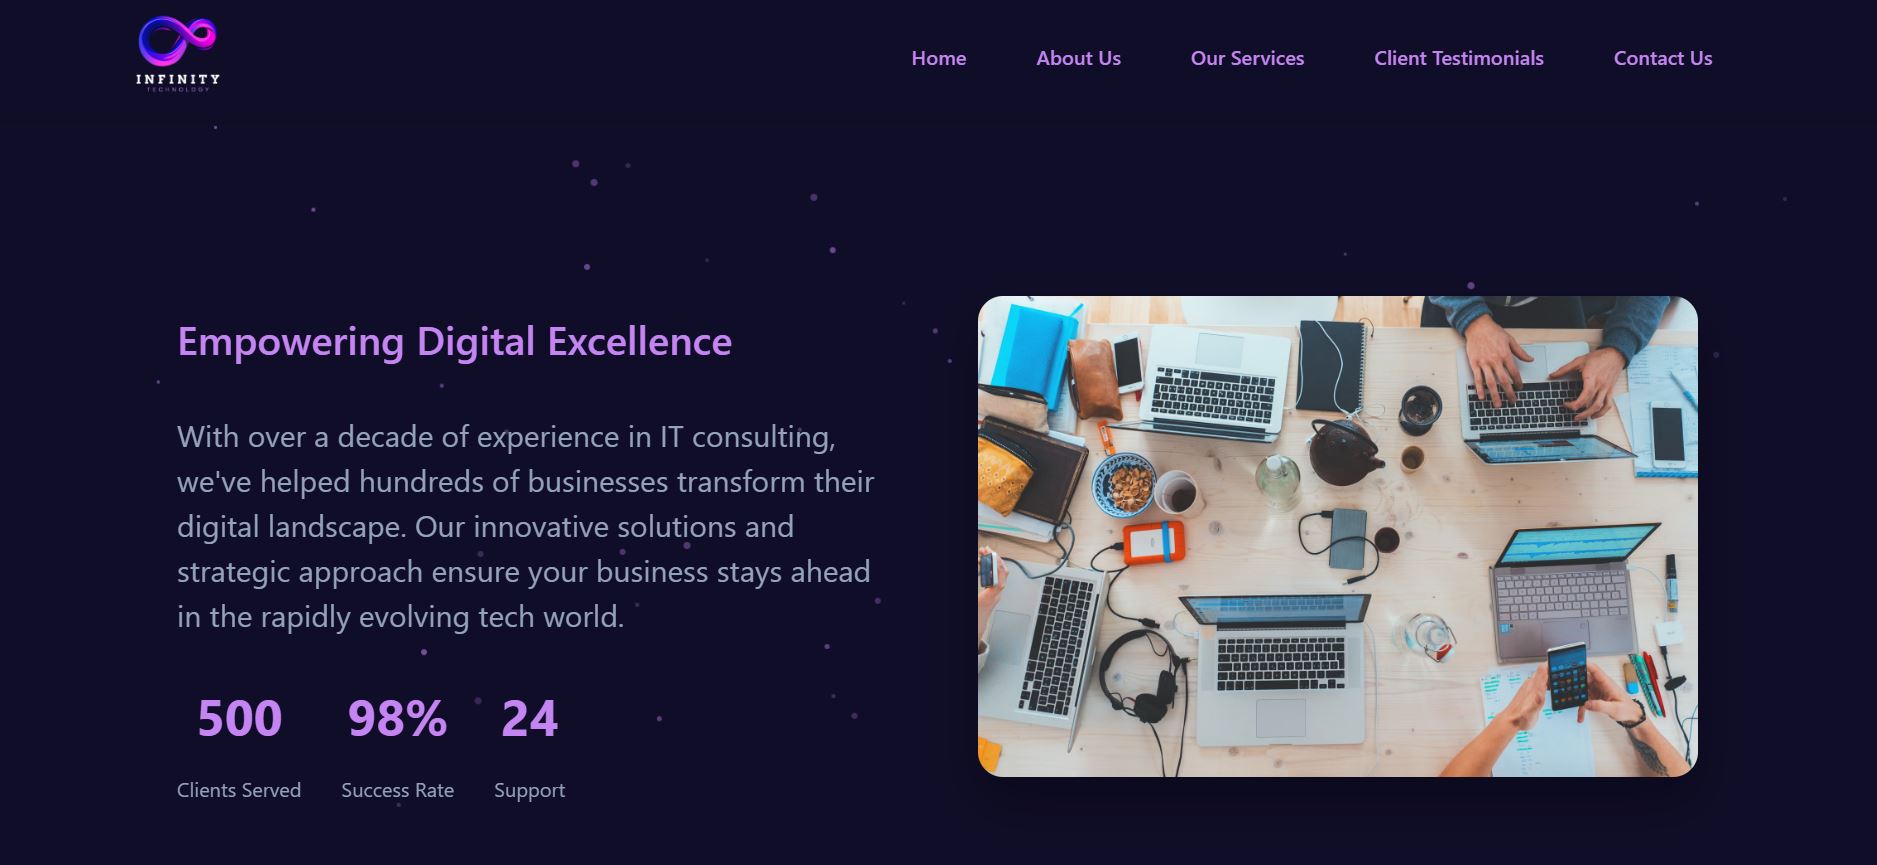 INFINITY
TECHNOLOGY
Home
About Us
Our Services
Client Testimonials
Contact Us
Empowering Digital Excellence
With over a decade of experience in IT consulting,
we've helped hundreds of businesses transform their
digital landscape. Our innovative solutions and
strategic approach ensure your business stays ahead
in the rapidly evolving tech world.
500
98%
24
Clients Served
Success Rate
Support